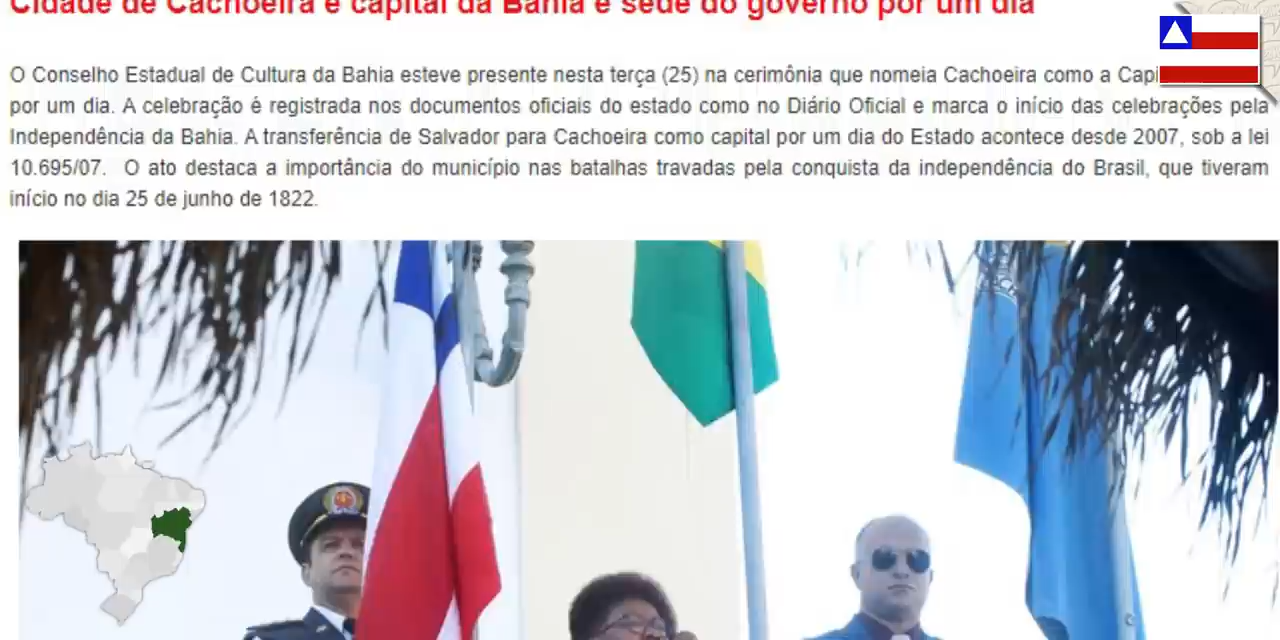 Cidade de Cachoeira é capital da Bahia e sede do governo por um dia
O Conselho Estadual de Cultura da Bahia esteve presente nesta terça (25) na cerimônia que nomeia Cachoeira como a
por um dia. A celebração é registrada nos documentos oficiais do estado como no Diário Oficial e marca o início das celebrações pela
Independência da Bahia. A transferência de Salvador para Cachoeira como capital por um dia do Estado acontece desde 2007, sob a lei
10.695/07. O ato destaca a importância do município nas batalhas travadas pela conquista da independência do Brasil, que tiveram
início no dia 25 de junho de 1822.